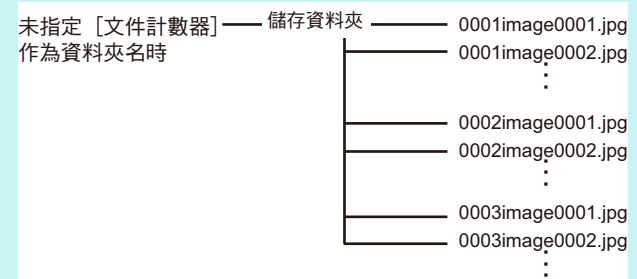 未指定［文件計數器］
作為資料夾名時
儲存資料夾
0001image0001.jpg
0001image0002.jpg
⋮
0002image0001.jpg
0002image0002.jpg
⋮
0003image0001.jpg
0003image0002.jpg
⋮